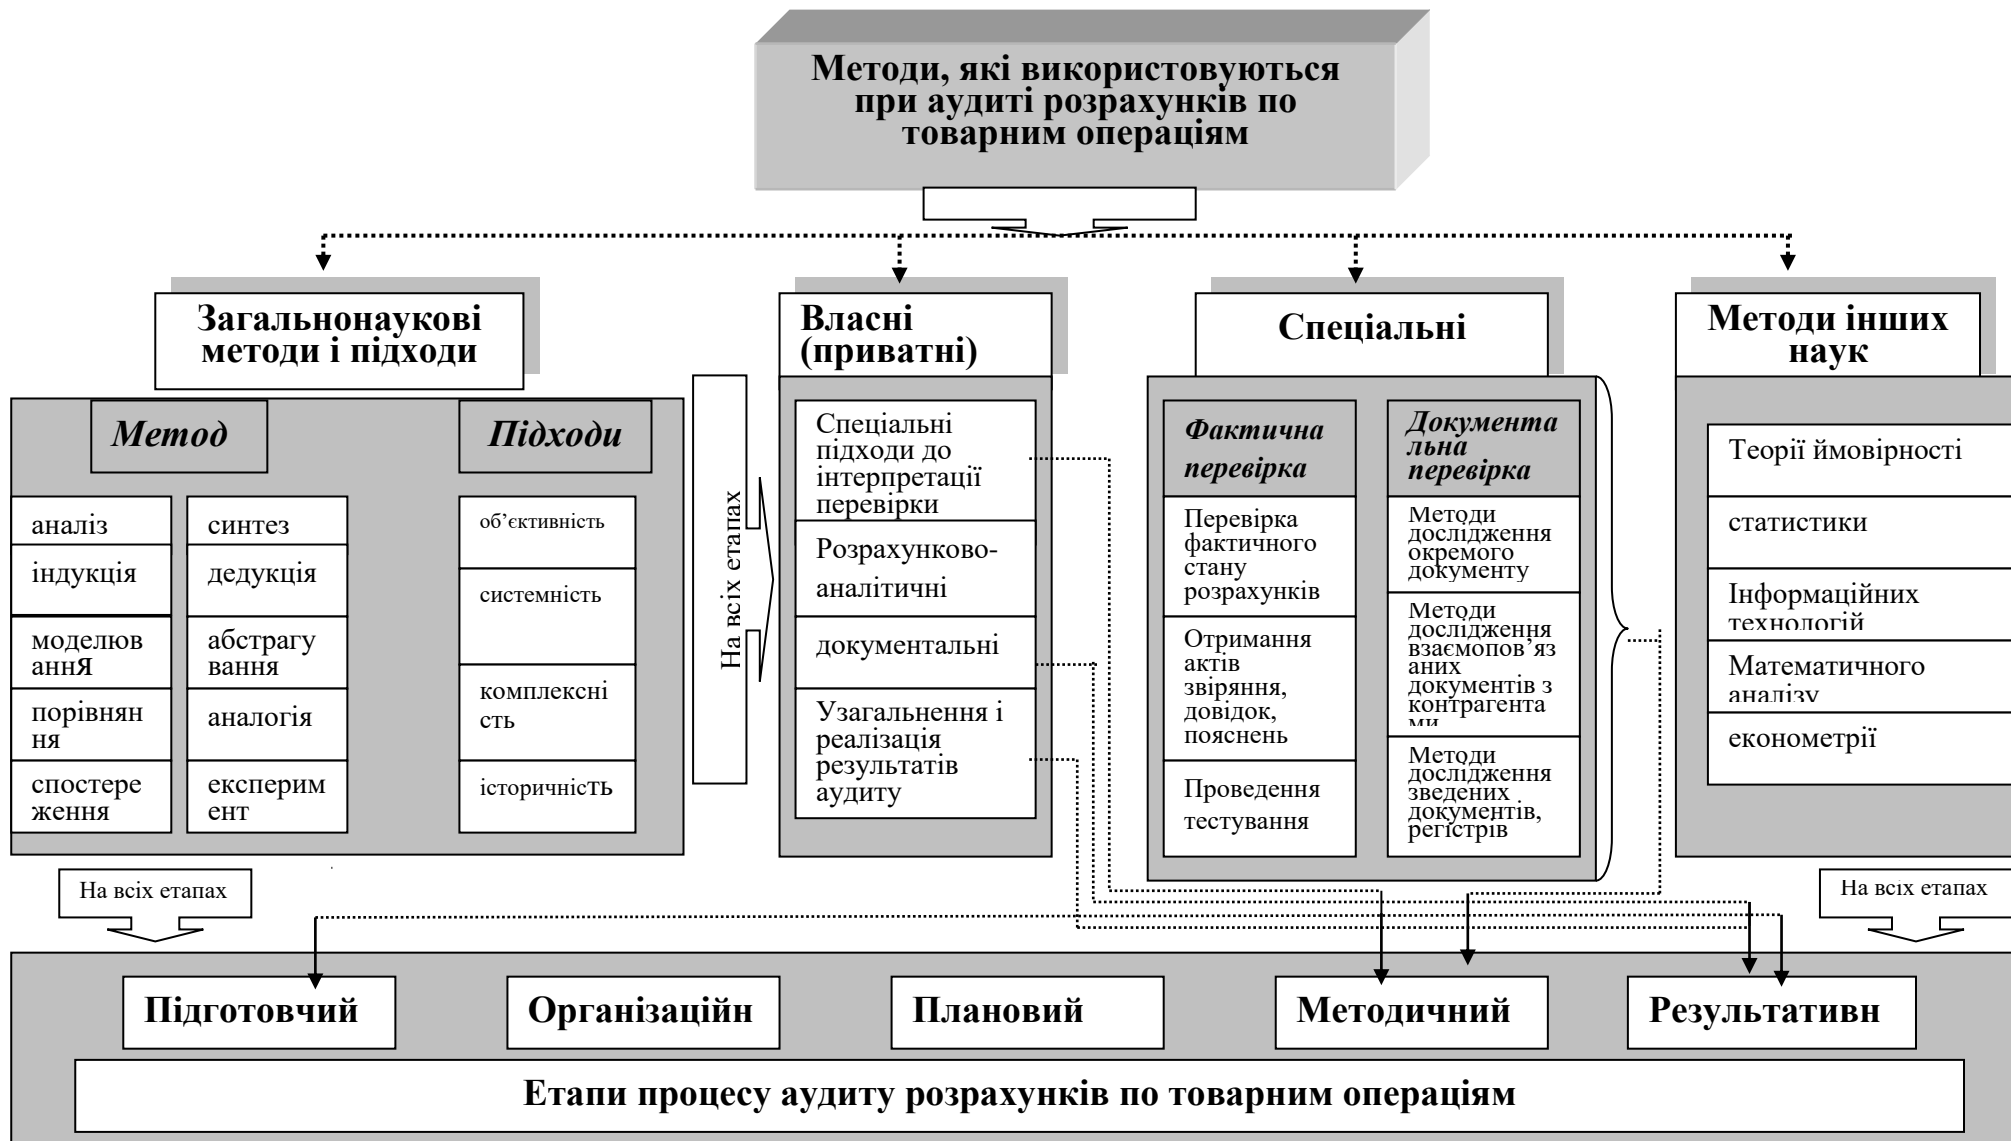 Методи, які використовуються
при аудиті розрахунків по
товарним операціям
Загальнонаукові
методи і підходи
Власні
(приватні)
Спеціальні
Методи інших
наук
Метод
Підходи
аналіз
синтез
індукція
дедукція
моделюв
ання
абстрагу
вання
порівнян
ня
аналогія
спостере
ження
експерим
ент
об’єктивність
системність
комплексні
сть
історичність
На всіх етапах
Спеціальні
підходи до
інтерпретації
перевірки
Розрахунково-
аналітичні
документальні
Узагальнення і
реалізація
результатів
аудиту
Фактична
перевірка
Перевірка
фактичного
стану
розрахунків
Отримання
актів
звіряння,
довідок,
пояснень
Проведення
тестування
Документа
льна
перевірка
Методи
дослідження
окремого
документу
Методи
дослідження
взаємопов’яз
аних
документів з
контрагента
ми
Методи
дослідження
зведених
документів,
регістрів
Теорії ймовірності
статистики
Інформаційних
технологій
Математичного
аналізу
економетрії
На всіх етапах
На всіх етапах
Підготовчий
Організаційн
Плановий
Методичний
Результативн
Етапи процесу аудиту розрахунків по товарним операціям